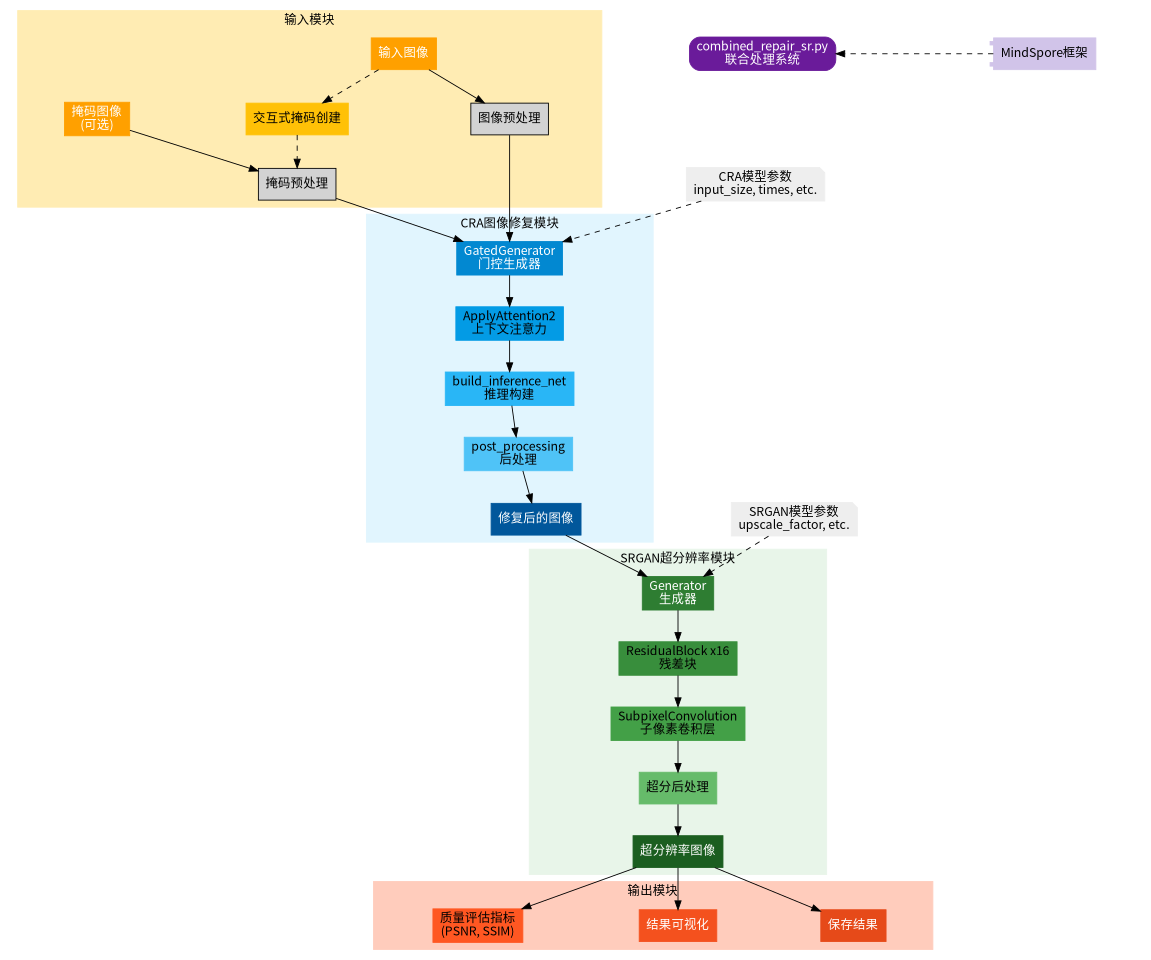 输入模块
输入图像
combined_repair_sr.py
联合处理系统
MindSpore框架
掩码图像
(可选)
交互式掩码创建
图像预处理
掩码预处理
CRA模型参数
input_size, times, etc.
CRA图像修复模块
GatedGenerator
门控生成器
ApplyAttention2
上下文注意力
build_inference_net
推理构建
post_processing
后处理
修复后的图像
SRGAN模型参数
upscale_factor, etc.
SRGAN超分辨率模块
Generator
生成器
ResidualBlock x16
残差块
SubpixelConvolution
子像素卷积层
超分后处理
超分辨率图像
输出模块
质量评估指标
(PSNR, SSIM)
结果可视化
保存结果